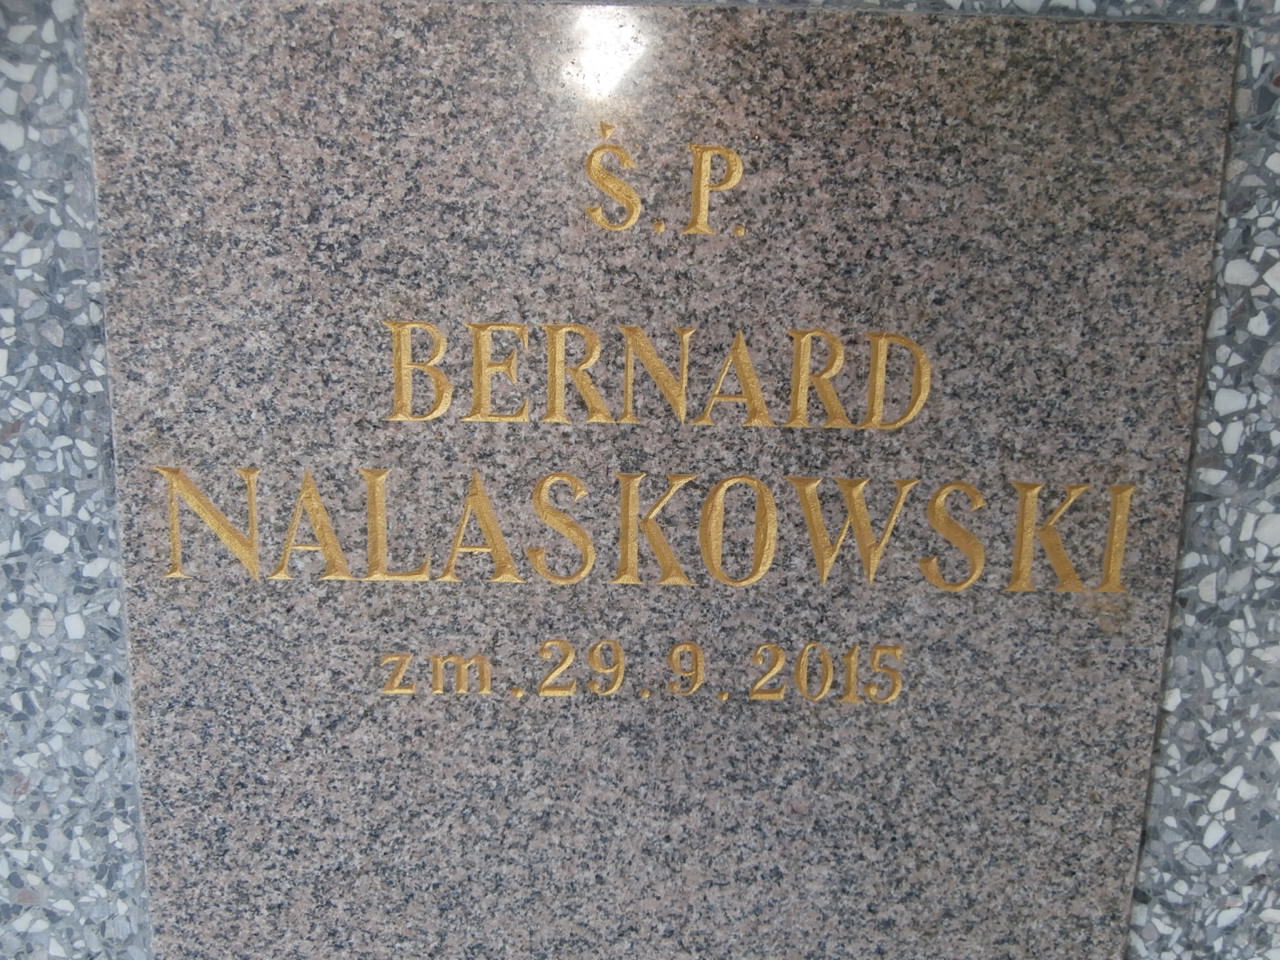 Ś.P.
BERNARD
NALASKOWSKI
zm.29.9.2015